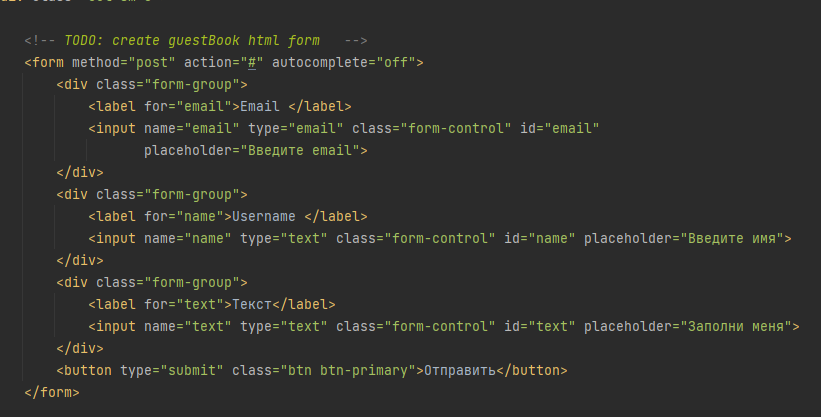 <!-- TODO: create guestBook html form   -->
<form method="post" action="#" autocomplete="off">
<div class="form-group">
<label for="email">Email </label>
<input name="email" type="email" class="form-control" id="email"
placeholder="Введите email">
</div>
<div class="form-group">
<label for="name">Username </label>
<input name="name" type="text" class="form-control" id="name" placeholder="Введите имя">
</div>
<div class="form-group">
<label for="text">Текст</label>
<input name="text" type="text" class="form-control" id="text" placeholder="Заполни меня">
</div>
<button type="submit" class="btn btn-primary">Отправить</button>
</form>